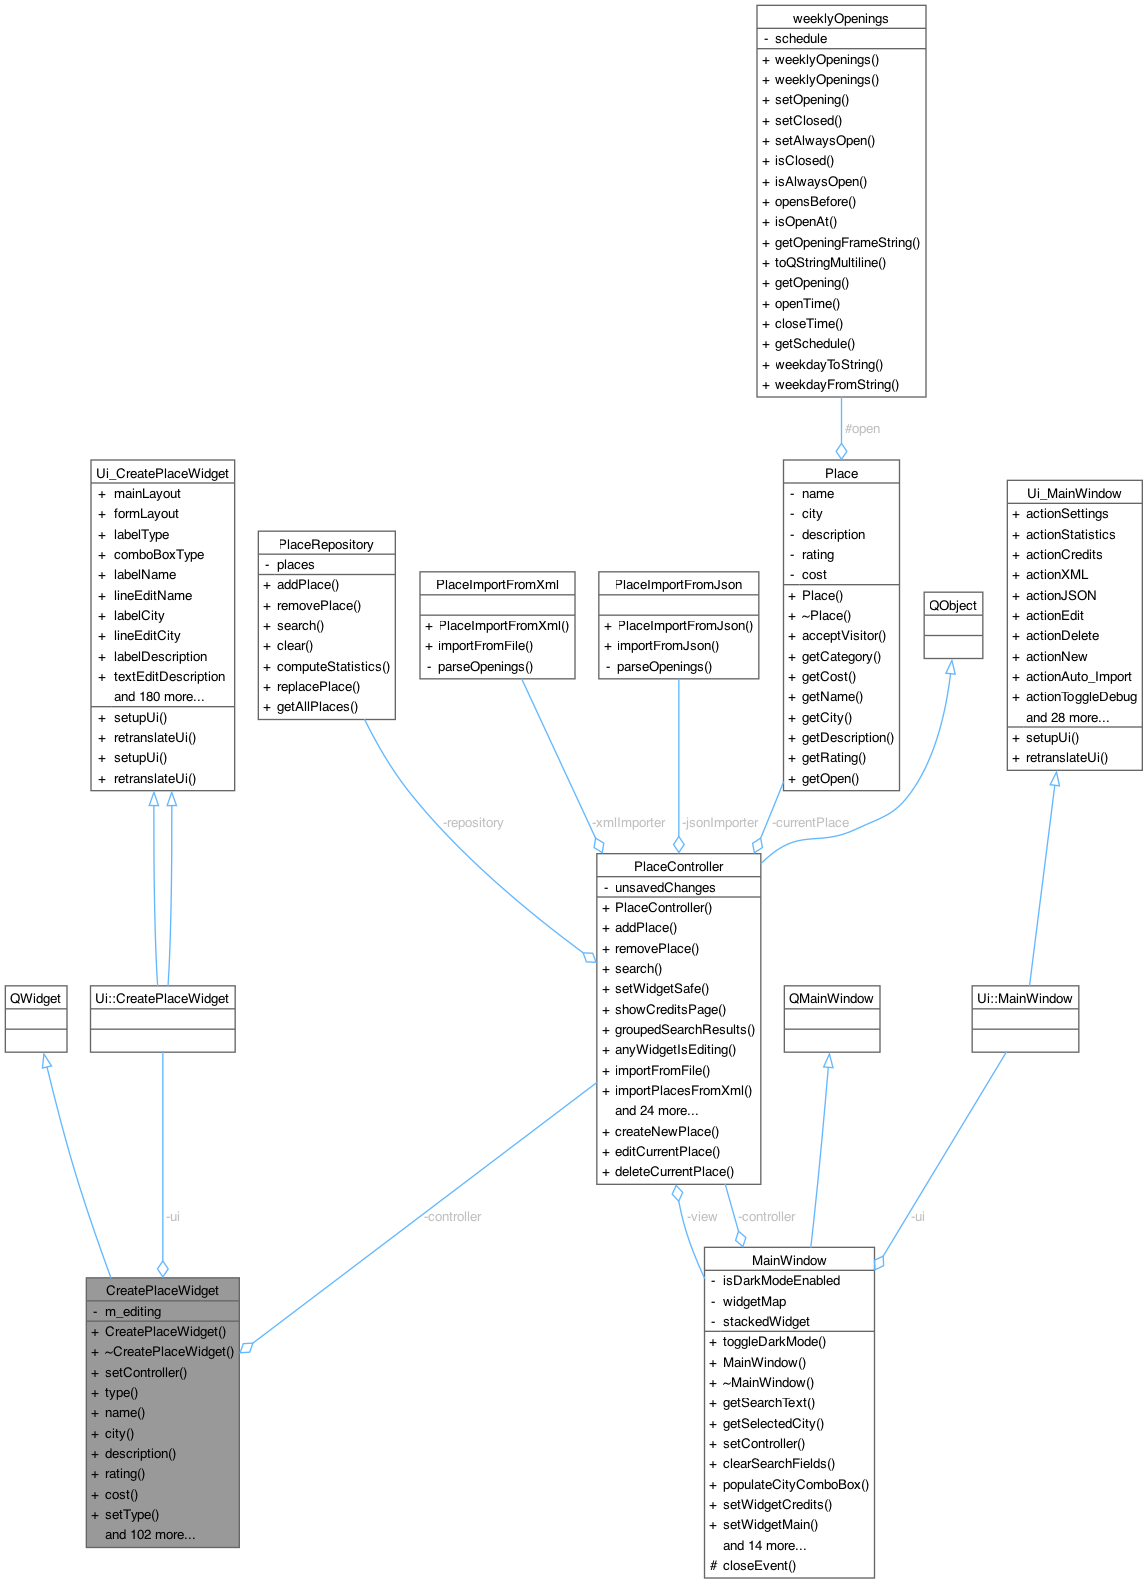 weeklyOpenings
- schedule
+ weeklyOpenings()
+ weeklyOpenings()
+ setOpening()
+ setClosed()
+ setAlwaysOpen()
+ isClosed()
+ isAlwaysOpen()
+ opensBefore()
+ isOpenAt()
+ getOpeningFrameString()
+ toQStringMultiline()
+ getOpening()
+ openTime()
+ closeTime()
+ getSchedule()
+ weekdayToString()
+ weekdayFromString()
#open
Ui_CreatePlaceWidget
+ mainLayout
+ formLayout
+ labelType
+ comboBoxType
+ labelName
+ lineEditName
+ labelCity
+ lineEditCity
+ labelDescription
+ textEditDescription
and 180 more...
+ setupUi()
+ retranslateUi()
+ setupUi()
+ retranslateUi()
PlaceRepository
- places
+ addPlace()
+ removePlace()
+ search()
+ clear()
+ computeStatistics()
+ replacePlace()
+ getAllPlaces()
PlaceImportFromXml
+ PlaceImportFromXml()
+ importFromFile()
- parseOpenings()
PlaceImportFromJson
+ PlaceImportFromJson()
+ importFromJson()
- parseOpenings()
Place
- name
- city
- description
- rating
- cost
+ Place()
+ ~Place()
+ acceptVisitor()
+ getCategory()
+ getCost()
+ getName()
+ getCity()
+ getDescription()
+ getRating()
+ getOpen()
QObject
Ui_MainWindow
+ actionSettings
+ actionStatistics
+ actionCredits
+ actionXML
+ actionJSON
+ actionEdit
+ actionDelete
+ actionNew
+ actionAuto_Import
+ actionToggleDebug
and 28 more...
+ setupUi()
+ retranslateUi()
-repository
-xmlImporter
-jsonImporter
-currentPlace
PlaceController
- unsavedChanges
+ PlaceController()
+ addPlace()
+ removePlace()
+ search()
+ setWidgetSafe()
+ showCreditsPage()
+ groupedSearchResults()
+ anyWidgetIsEditing()
+ importFromFile()
+ importPlacesFromXml()
and 24 more...
+ createNewPlace()
+ editCurrentPlace()
+ deleteCurrentPlace()
QWidget
Ui::CreatePlaceWidget
QMainWindow
Ui::MainWindow
-ui
-controller
-view
-controller
-ui
CreatePlaceWidget
- m_editing
+ CreatePlaceWidget()
+ ~CreatePlaceWidget()
+ setController()
+ type()
+ name()
+ city()
+ description()
+ rating()
+ cost()
+ setType()
and 102 more...
MainWindow
- isDarkModeEnabled
- widgetMap
- stackedWidget
+ toggleDarkMode()
+ MainWindow()
+ ~MainWindow()
+ getSearchText()
+ getSelectedCity()
+ setController()
+ clearSearchFields()
+ populateCityComboBox()
+ setWidgetCredits()
+ setWidgetMain()
and 14 more...
# closeEvent()